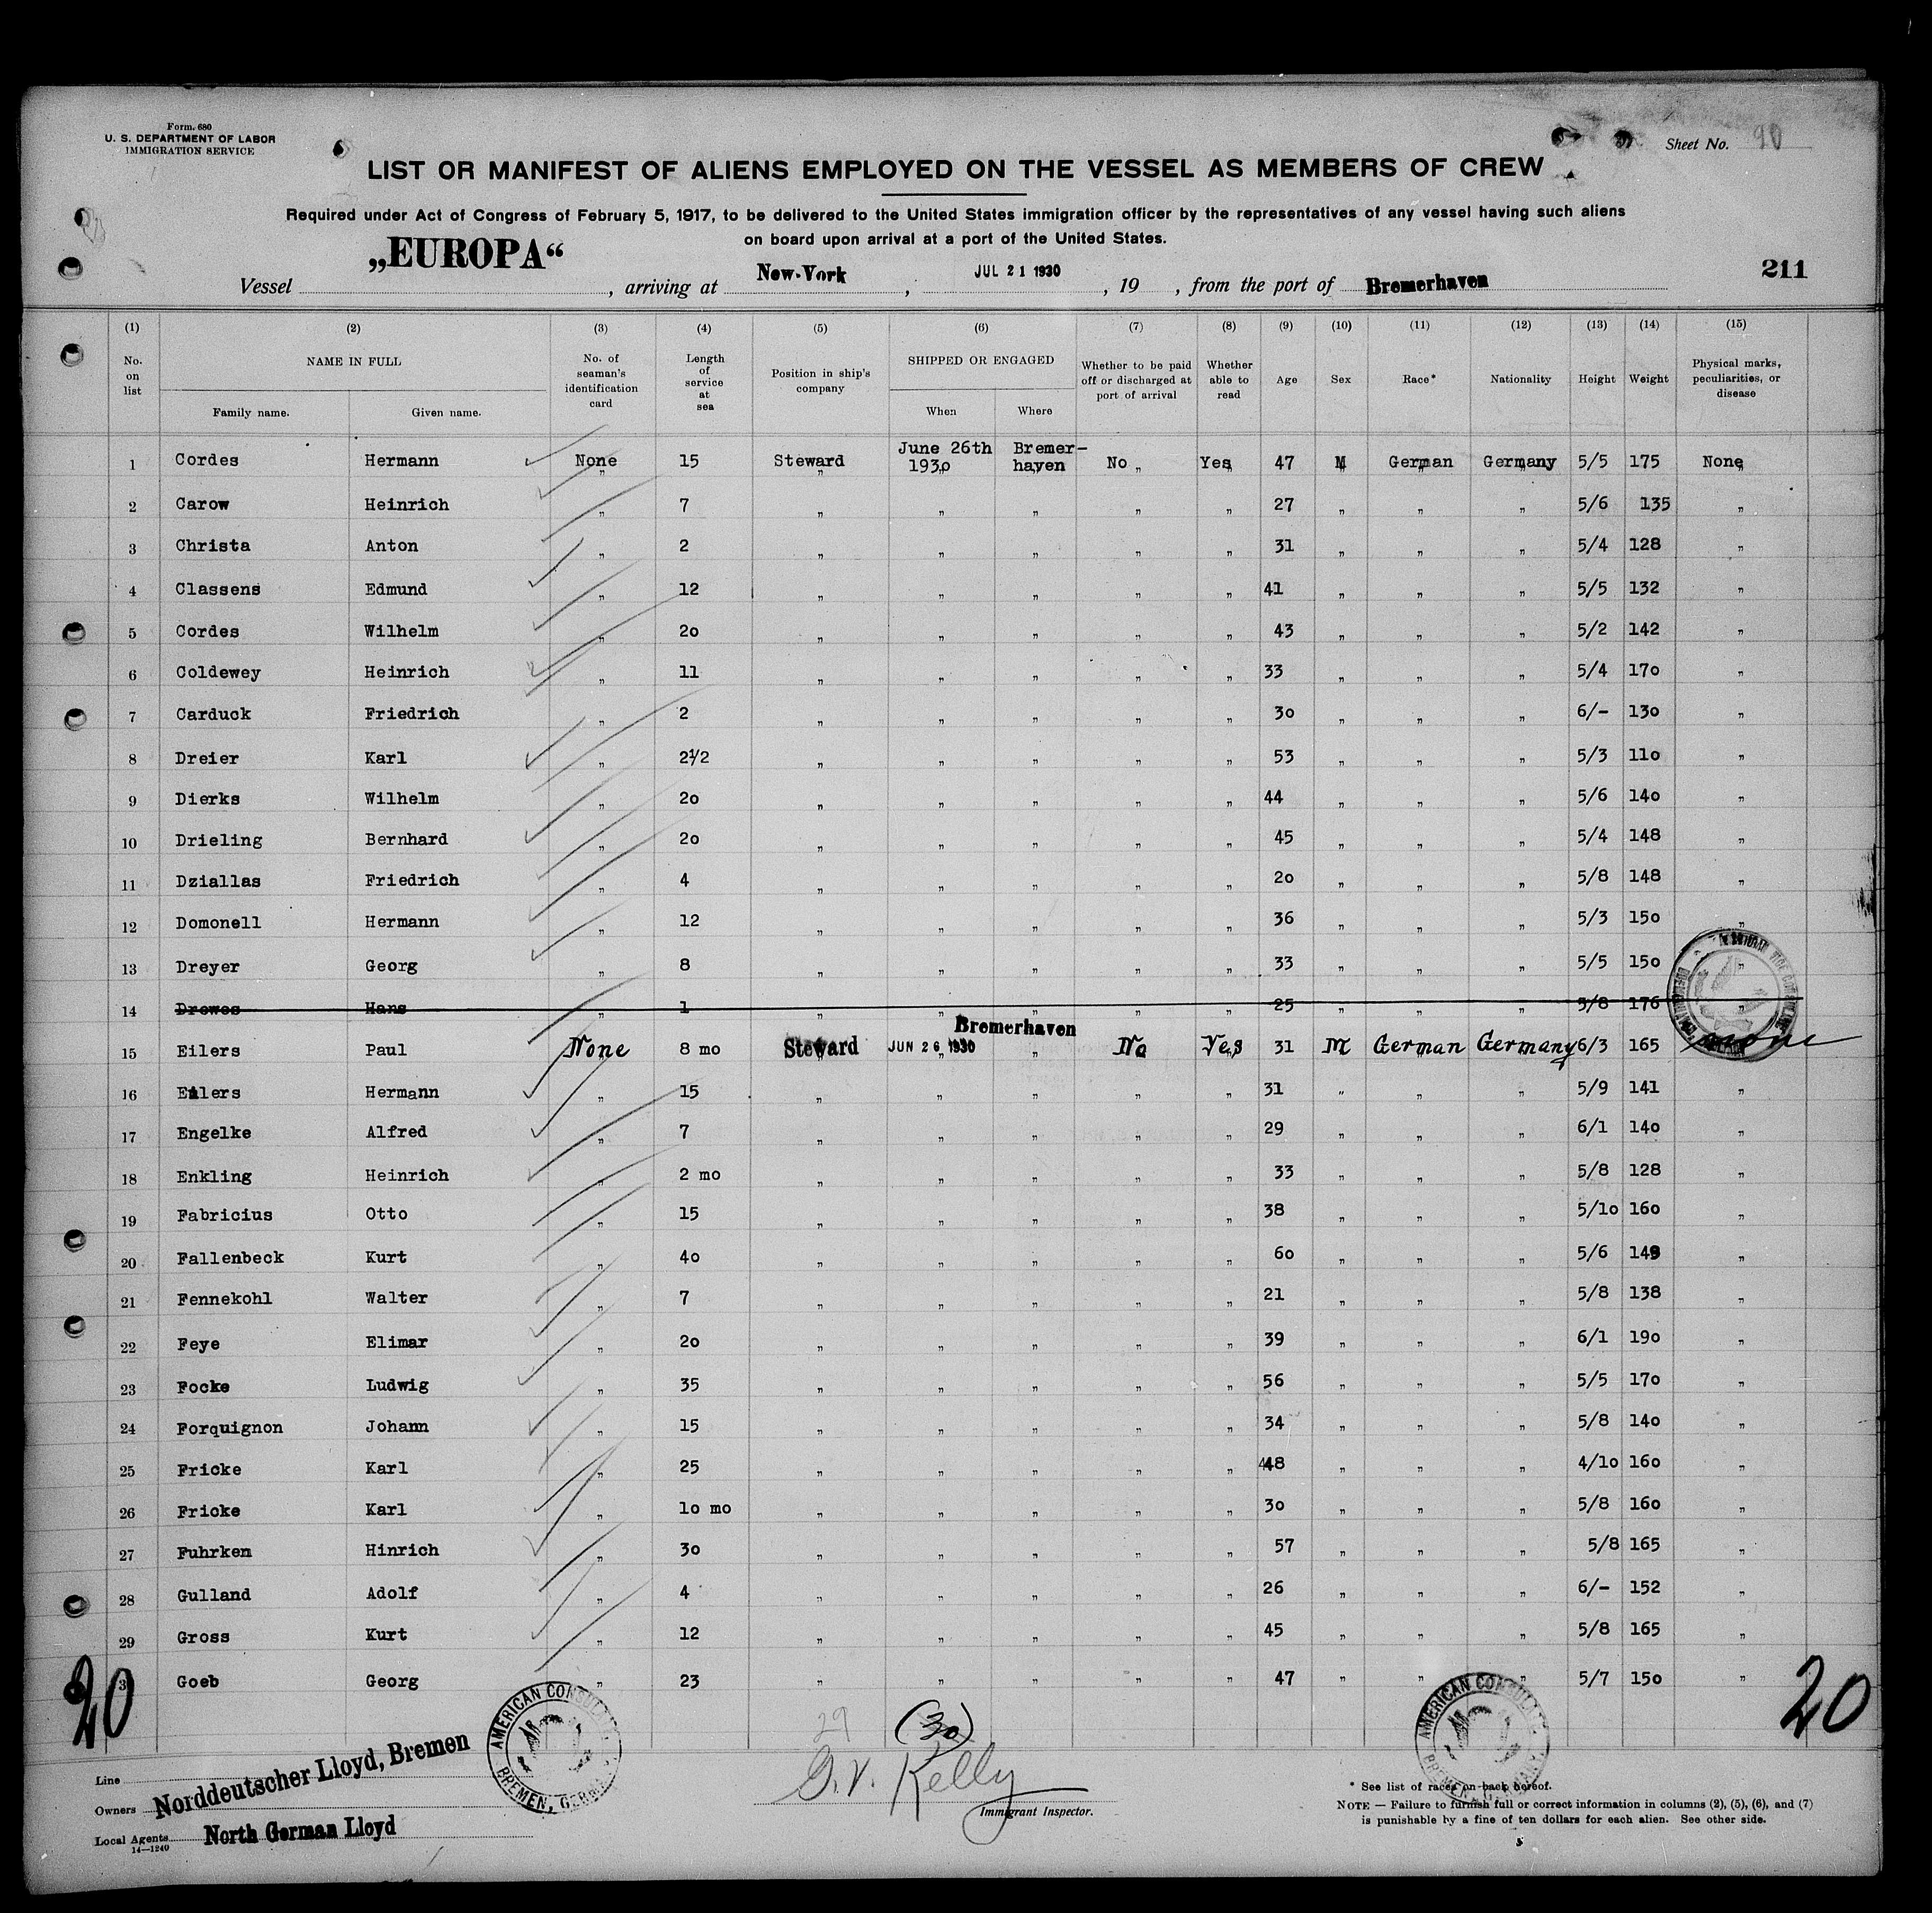 Form. 680
U. S. DEPARTMENT OF LABOR
IMMIGRATION SERVICE
Sheet No. 90
LIST OR MANIFEST OF ALIENS EMPLOYED ON THE VESSEL AS MEMBERS OF CREW
Required under Act of Congress of February 5, 1917, to be delivered to the United States immigration officer by the representatives of any vessel having such aliens
on board upon arrival at a port of the United States.
Vessel „EUROPA“, arriving at New-York, JUL 21 1930, 19 , from the port of Bremerhaven
211
(1) (2) (3) (4) (5) (6) (7) (8) (9) (10) (11) (12) (13) (14) (15)
No. on list NAME IN FULL Family name. Given name. No. of seaman's identification card Length of service at sea Position in ship's company SHIPPED OR ENGAGED When Where Whether to be paid off or discharged at port of arrival Whether able to read Age Sex Race* Nationality Height Weight Physical marks, peculiarities, or disease
1 Cordes Hermann None 15 Steward June 26th 1930 Bremer-haven No Yes 47 M German Germany 5/5 175 None
2 Carow Heinrich „ 7 „ „ „ „ „ 27 „ „ „ 5/6 135 „
3 Christa Anton „ 2 „ „ „ „ „ 31 „ „ „ 5/4 128 „
4 Classens Edmund „ 12 „ „ „ „ „ 41 „ „ „ 5/5 132 „
5 Cordes Wilhelm „ 20 „ „ „ „ „ 43 „ „ „ 5/2 142 „
6 Coldewey Heinrich „ 11 „ „ „ „ „ 33 „ „ „ 5/4 170 „
7 Carduck Friedrich „ 2 „ „ „ „ „ 30 „ „ „ 6/- 130 „
8 Dreier Karl „ 2½ „ „ „ „ „ 53 „ „ „ 5/3 110 „
9 Dierks Wilhelm „ 20 „ „ „ „ „ 44 „ „ „ 5/6 140 „
10 Drieling Bernhard „ 20 „ „ „ „ „ 45 „ „ „ 5/4 148 „
11 Dziallas Friedrich „ 4 „ „ „ „ „ 20 „ „ „ 5/8 148 „
12 Domonell Hermann „ 12 „ „ „ „ „ 36 „ „ „ 5/3 150 „
13 Dreyer Georg „ 8 „ „ „ „ „ 33 „ „ „ 5/5 150 „
14 Drewes Hans „ 1 „ „ „ „ „ 25 „ „ „ 5/8 176 „
15 Eilers Paul None 8 mo Steward JUN 26 1930 Bremerhaven No Yes 31 M German Germany 6/3 165 none
16 Eilers Hermann „ 15 „ „ „ „ „ 31 „ „ „ 5/9 141 „
17 Engelke Alfred „ 7 „ „ „ „ „ 29 „ „ „ 6/1 140 „
18 Enkling Heinrich „ 2 mo „ „ „ „ „ 33 „ „ „ 5/8 128 „
19 Fabricius Otto „ 15 „ „ „ „ „ 38 „ „ „ 5/10 160 „
20 Fallenbeck Kurt „ 40 „ „ „ „ „ 60 „ „ „ 5/6 149 „
21 Fennekohl Walter „ 7 „ „ „ „ „ 21 „ „ „ 5/8 138 „
22 Feye Elimar „ 20 „ „ „ „ „ 39 „ „ „ 6/1 190 „
23 Focke Ludwig „ 35 „ „ „ „ „ 56 „ „ „ 5/5 170 „
24 Forquignon Johann „ 15 „ „ „ „ „ 34 „ „ „ 5/8 140 „
25 Fricke Karl „ 25 „ „ „ „ „ 48 „ „ „ 4/10 160 „
26 Fricke Karl „ 10 mo „ „ „ „ „ 30 „ „ „ 5/8 160 „
27 Fuhrken Hinrich „ 30 „ „ „ „ „ 57 „ „ „ 5/8 165 „
28 Gulland Adolf „ 4 „ „ „ „ „ 26 „ „ „ 6/- 152 „
29 Gross Kurt „ 12 „ „ „ „ „ 45 „ „ „ 5/8 165 „
3 Goeb Georg „ 23 „ „ „ „ „ 47 „ „ „ 5/7 150 „
20 20
29 (30)
AMERICAN CONSULATE BREMEN, GERMANY
AMERICAN CONSULATE BREMEN, GERMANY
Line
Owners Norddeutscher Lloyd, Bremen
Local Agents North German Lloyd
14—1240
G. V. Kelly
Immigrant Inspector.
* See list of races on back hereof.
NOTE — Failure to furnish full or correct information in columns (2), (5), (6), and (7)
is punishable by a fine of ten dollars for each alien. See other side.